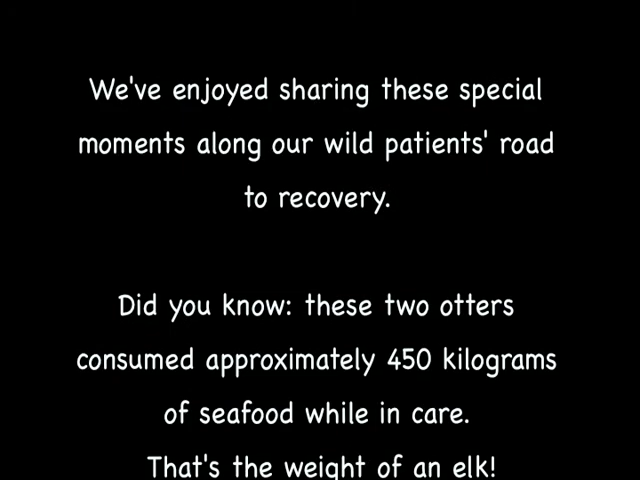 We've enjoyed sharing these special
moments along our wild patients' road
to recovery.
Did you know: these two otters
consumed approximately 450 kilograms
of seafood while in care.
That's the weight of an elk!